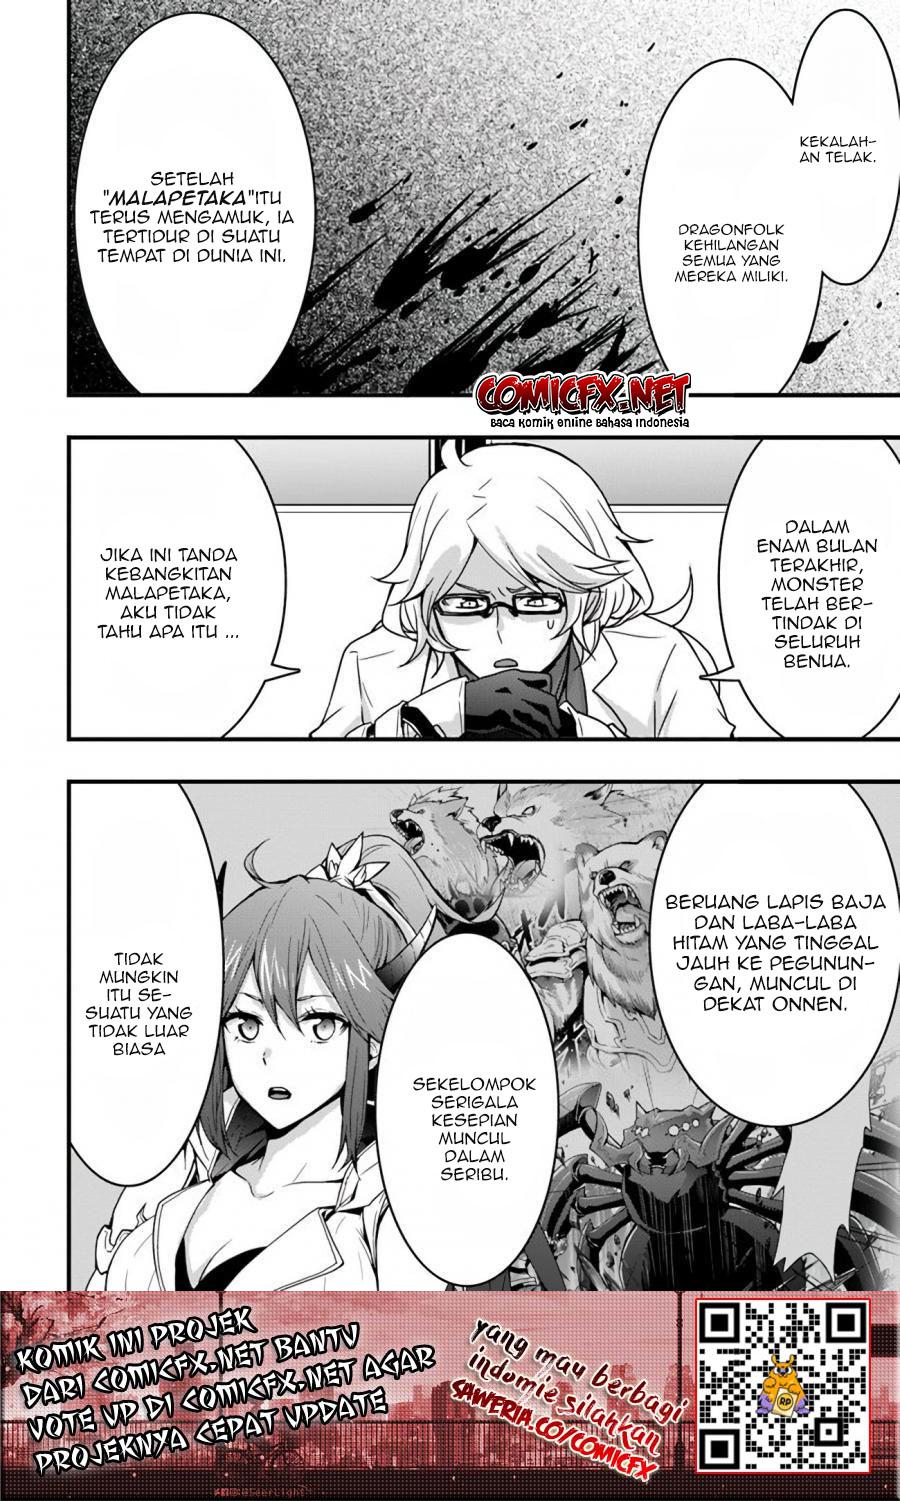 KEKALAH-
AN TELAK.
DRAGONFOLK
KEHILANGAN
SEMUA YANG
MEREKA MILIKI.
SETELAH
"MALAPETAKA"ITU
TERUS MENGAMUK, IA
TERTIDUR DI SUATU
TEMPAT DI DUNIA INI.
COMICFX.NET
Baca komik online bahasa indonesia
DALAM
ENAM BULAN
TERAKHIR,
MONSTER
TELAH BER-
TINDAK DI
SELURUH
BENUA.
JIKA INI TANDA
KEBANGKITAN
MALAPETAKA,
AKU TIDAK
TAHU APA ITU ...
BERUANG LAPIS BAJA
DAN LABA-LABA
HITAM YANG TINGGAL
JAUH KE PEGUNUN-
GAN, MUNCUL DI
DEKAT ONNEN.
SEKELOMPOK
SERIGALA
KESEPIAN
MUNCUL
DALAM
SERIBU.
TIDAK
MUNGKIN
ITU SE-
SUATU YANG
TIDAK LUAR
BIASA
KOMIK INI PROJEK
DARI COMICFX.NET BANTU
VOTE UP DI COMICFX.NET AGAR
PROJEKNYA CEPAT UPDATE
yang mau berbagi
indomie silahkan
SAWERIA.CO/COMICFX
RP
@SeerLight